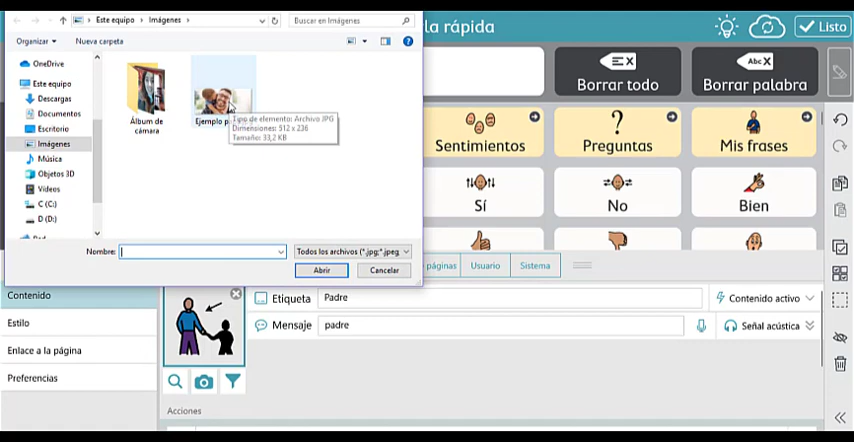 Este equipo > Imágenes >
Buscar en Imágenes
la rápida
Listo
Organizar
Nueva carpeta
OneDrive
Este equipo
Descargas
Documentos
Escritorio
Imágenes
Música
Objetos 3D
Vídeos
C (C:)
D (D:)
Álbum de cámara
Ejemplo p
Tipo de elemento: Archivo JPG
Dimensiones: 512 x 236
Tamaño: 33,2 KB
Nombre:
Todos los archivos (*.jpg;*.jpeg,
Abrir
Cancelar
Borrar todo
Abc X
Borrar palabra
Sentimientos
Preguntas
Mis frases
Sí
No
Bien
páginas
Usuario
Sistema
Contenido
Estilo
Enlace a la página
Preferencias
Etiqueta
Padre
Contenido activo
Mensaje
padre
Señal acústica
Acciones